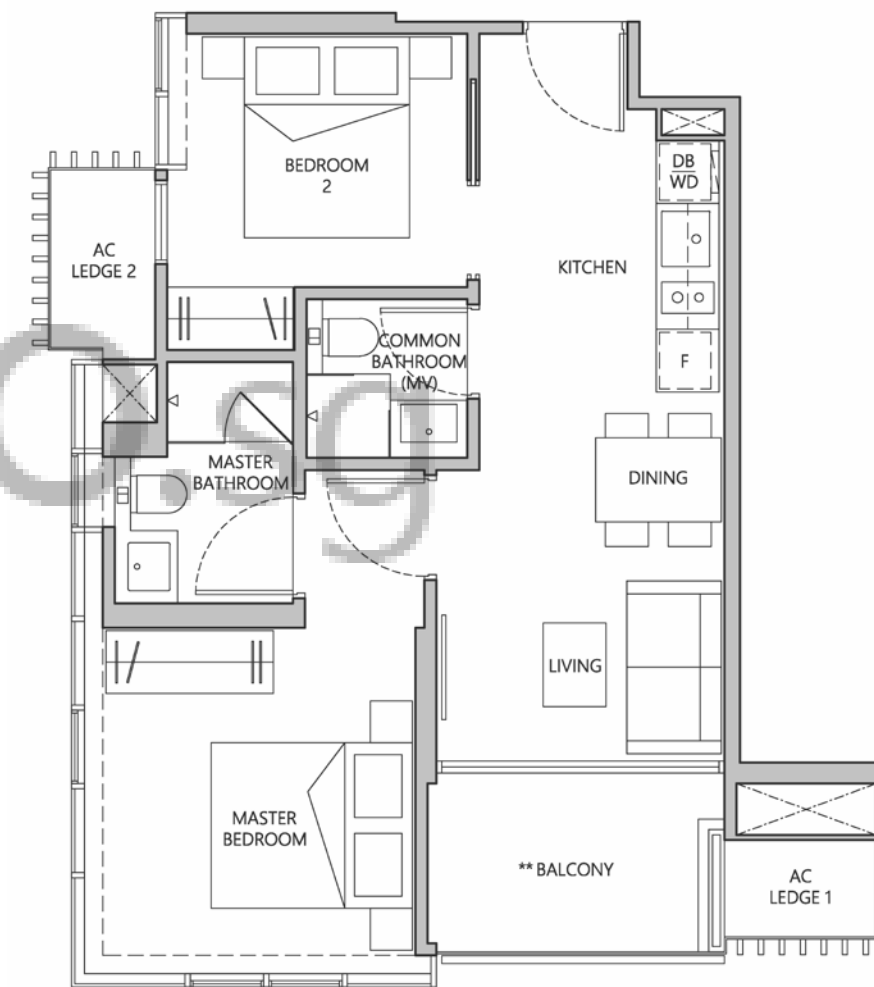 BEDROOM
2
DB
WD
AC
LEDGE 2
KITCHEN
COMMON
BATHROOM
(MV)
F
MASTER
BATHROOM
DINING
LIVING
MASTER
BEDROOM
** BALCONY
AC
LEDGE 1